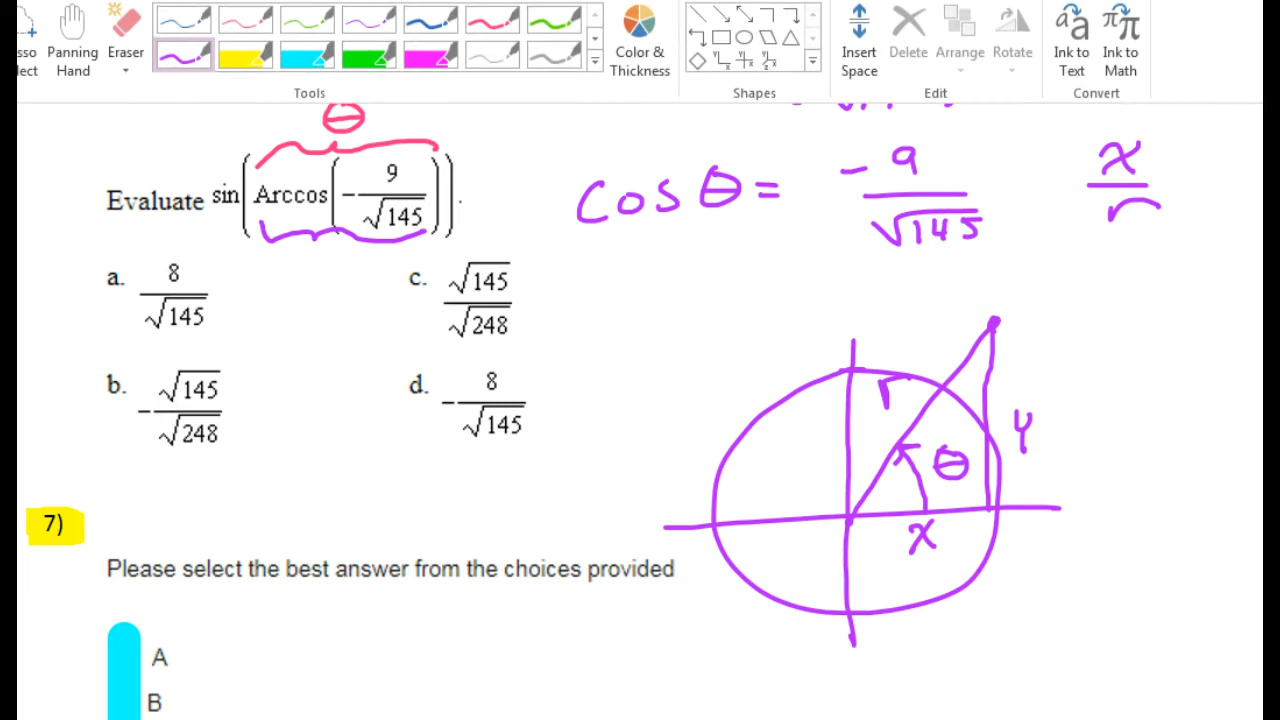 sso
lect
Panning
Hand
Eraser
Color &
Thickness
Insert
Space
Delete
Arrange
Rotate
Ink to
Text
Ink to
Math
Tools
Shapes
Edit
Convert
θ
Evaluate sin(Arccos(-9/√145)).
cos θ = -9/√145
x/r
a. 8/√145
c. √145/√248
b. -√145/√248
d. -8/√145
r
θ
y
x
7)
Please select the best answer from the choices provided
A
B